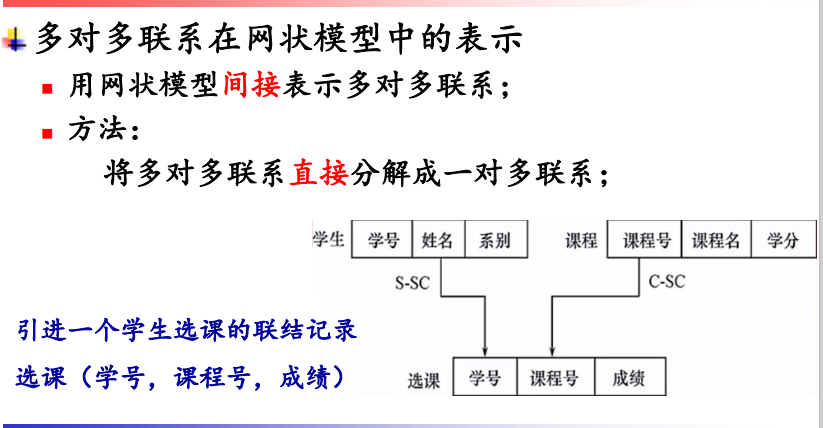 多对多联系在网状模型中的表示
用网状模型间接表示多对多联系；
方法：
将多对多联系直接分解成一对多联系；
学生 学号 姓名 系别 课程 课程号 课程名 学分
S-SC C-SC
引进一个学生选课的联结记录
选课（学号，课程号，成绩）
选课 学号 课程号 成绩